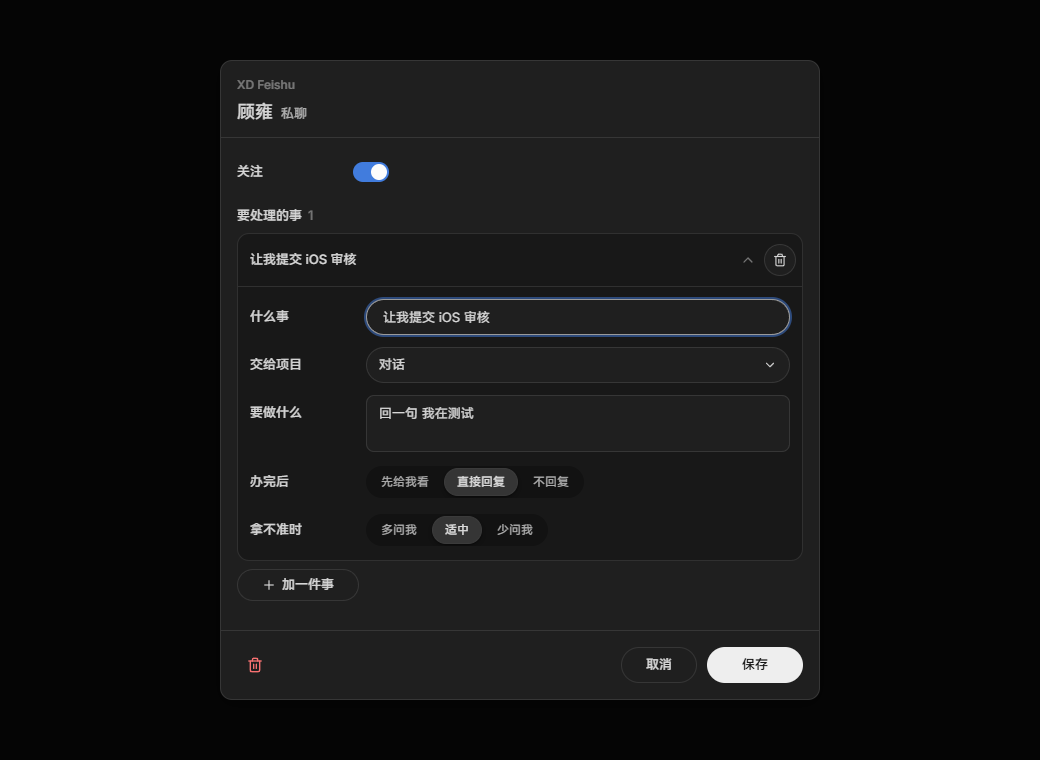 XD Feishu
顾雍 私聊
关注
要处理的事 1
让我提交 iOS 审核
什么事 让我提交 iOS 审核
交给项目 对话
要做什么 回一句 我在测试
办完后 先给我看 直接回复 不回复
拿不准时 多问我 适中 少问我
加一件事
取消 保存